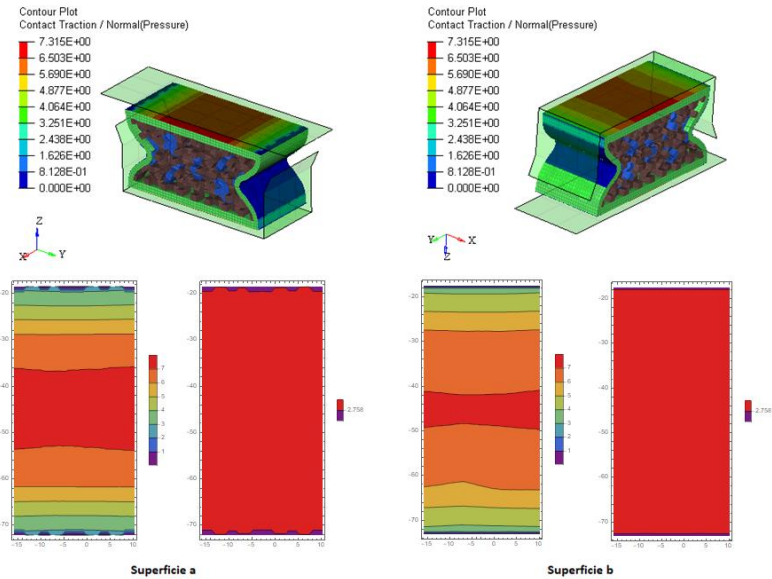 Contour Plot
Contact Traction / Normal(Pressure)
7.315E+00
6.503E+00
5.690E+00
4.877E+00
4.064E+00
3.251E+00
2.438E+00
1.626E+00
8.128E-01
0.000E+00
Z
X
Y
Contour Plot
Contact Traction / Normal(Pressure)
7.315E+00
6.503E+00
5.690E+00
4.877E+00
4.064E+00
3.251E+00
2.438E+00
1.626E+00
8.128E-01
0.000E+00
Y
X
Z
-20
-30
-40
-50
-60
-70
-15 -10 -5 0 5 10
7
6
5
4
3
2
1
-20
-30
-40
-50
-60
-70
-15 -10 -5 0 5 10
2.758
Superficie a
-20
-30
-40
-50
-60
-70
-15 -10 -5 0 5 10
7
6
5
4
3
2
1
-20
-30
-40
-50
-60
-70
-15 -10 -5 0 5 10
2.758
Superficie b